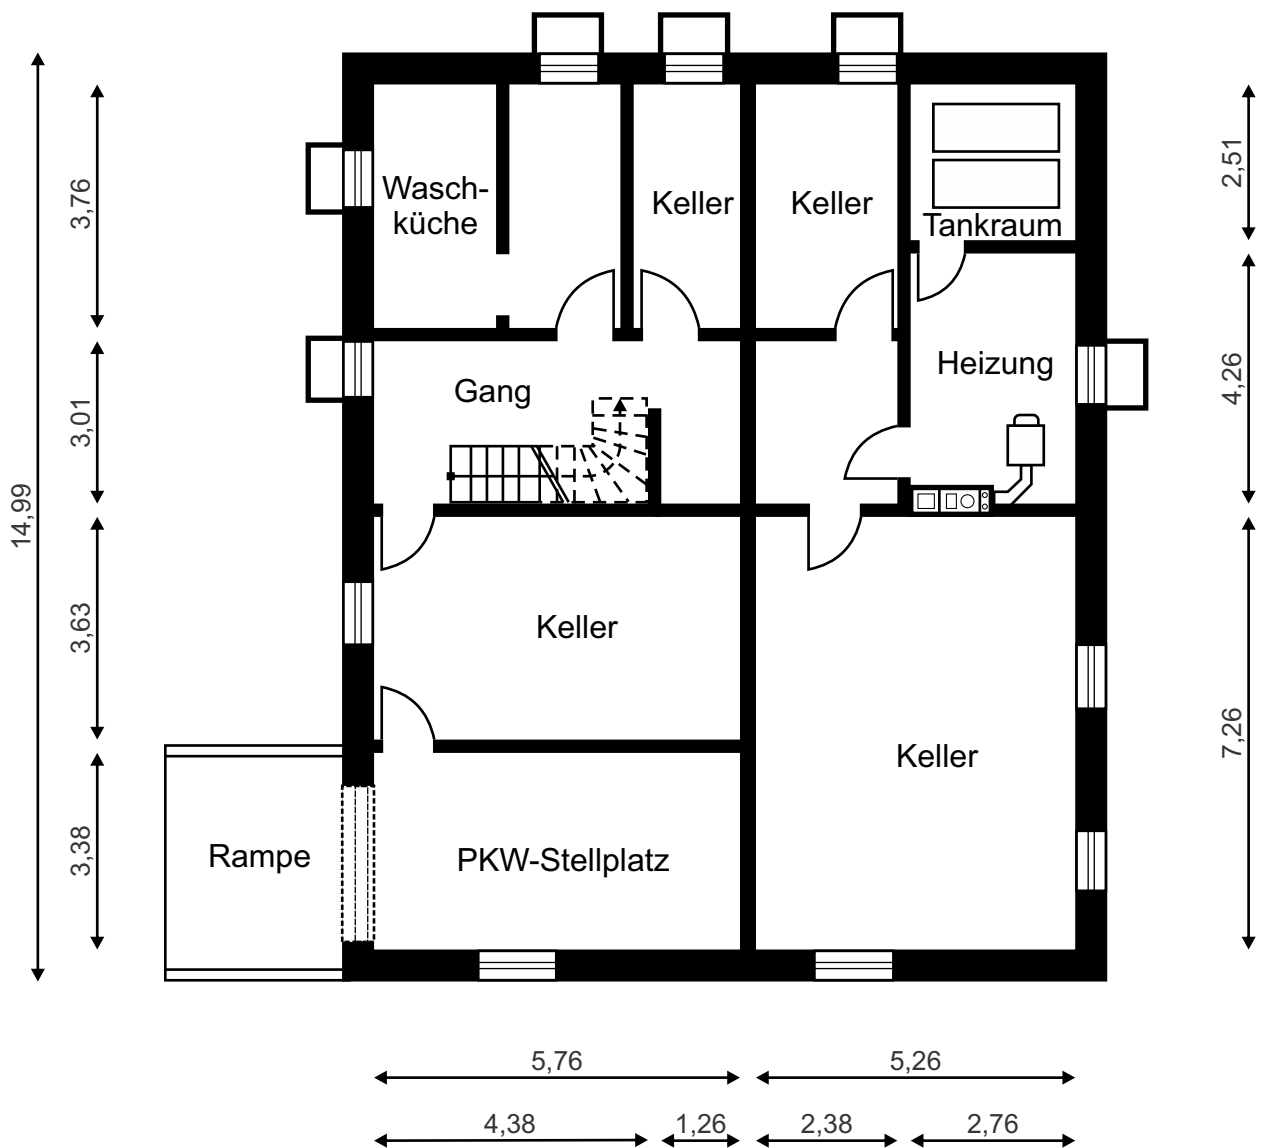 Wasch-
küche
Keller
Keller
Tankraum
Gang
Heizung
Keller
Keller
Rampe
PKW-Stellplatz
14,99
3,76
3,01
3,63
3,38
2,51
4,26
7,26
5,76
5,26
4,38
1,26
2,38
2,76